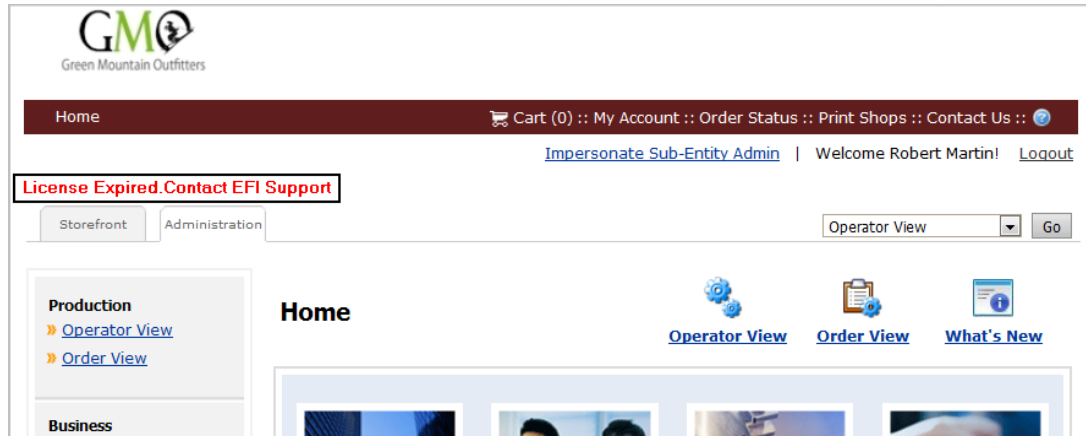 GMO
Green Mountain Outfitters
Home
Cart (0) :: My Account :: Order Status :: Print Shops :: Contact Us :: ?
Impersonate Sub-Entity Admin | Welcome Robert Martin! Logout
License Expired.Contact EFI Support
Storefront Administration
Operator View Go
Production
» Operator View
» Order View
Business
Home
Operator View Order View What's New